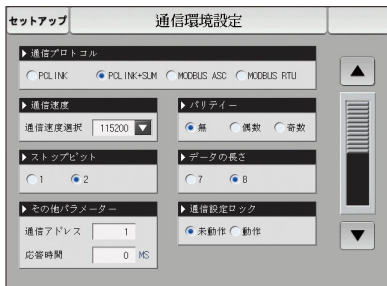 セットアップ
通信環境設定
▶ 通信プロトコル
PCLINK PCLINK+SUM MODBUS ASC MODBUS RTU
▶ 通信速度
通信速度選択 115200
▶ パリティー
無 偶数 奇数
▶ ストップビット
1 2
▶ データの長さ
7 8
▶ その他パラメーター
通信アドレス 1
応答時間 0 MS
▶ 通信設定ロック
未動作 動作